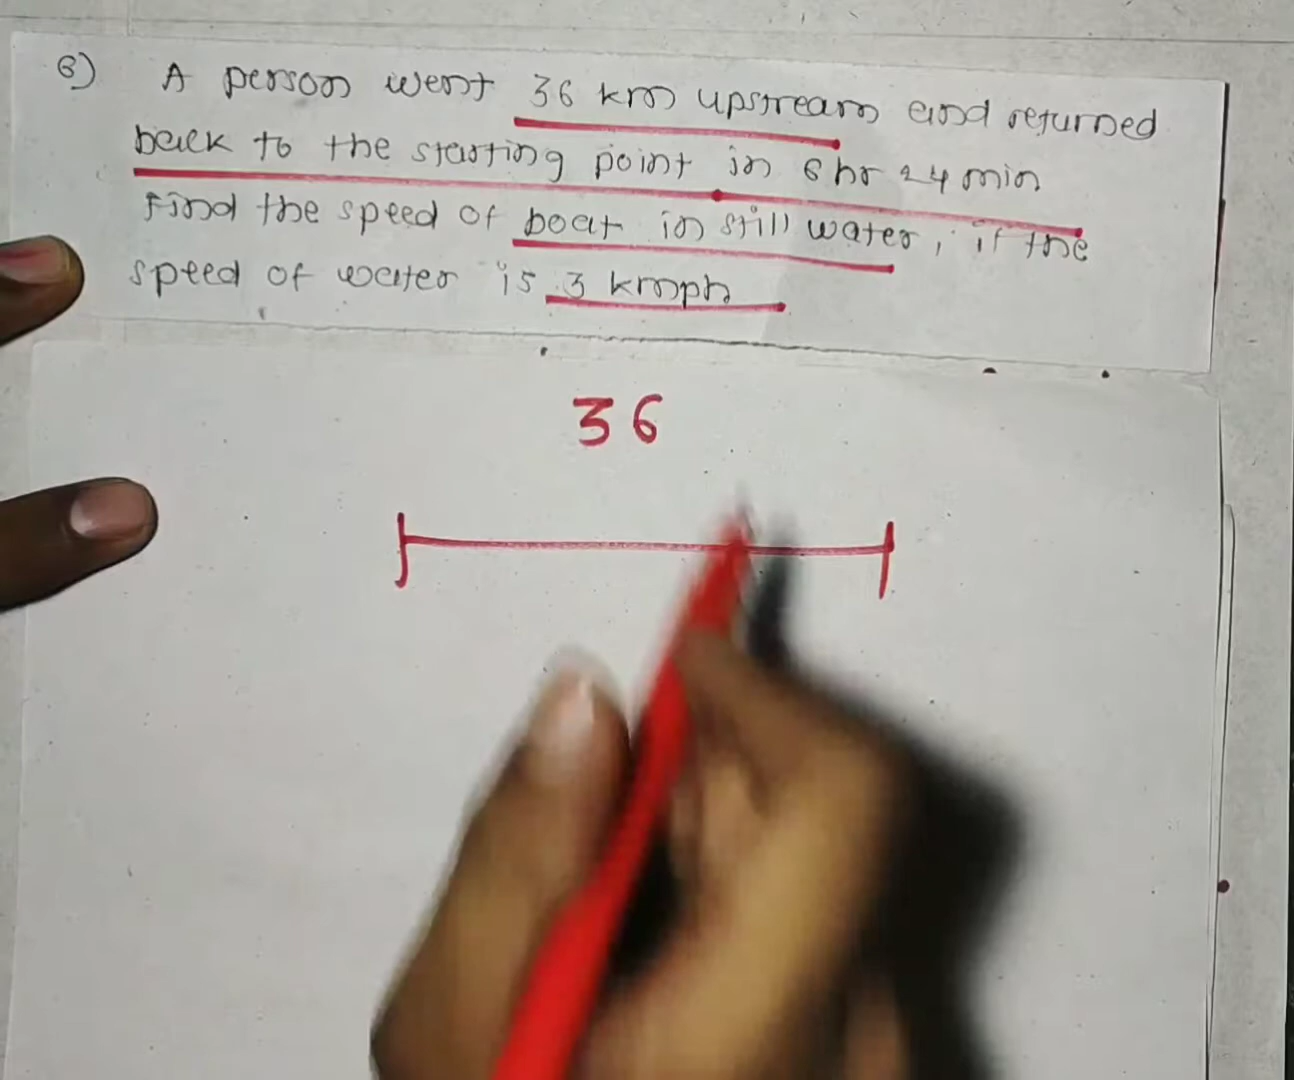 8) A person went 36 km upstream and returned
back to the starting point in 6 hr 24 min
Find the speed of boat in still water, if the
speed of water is 3 kmph
36